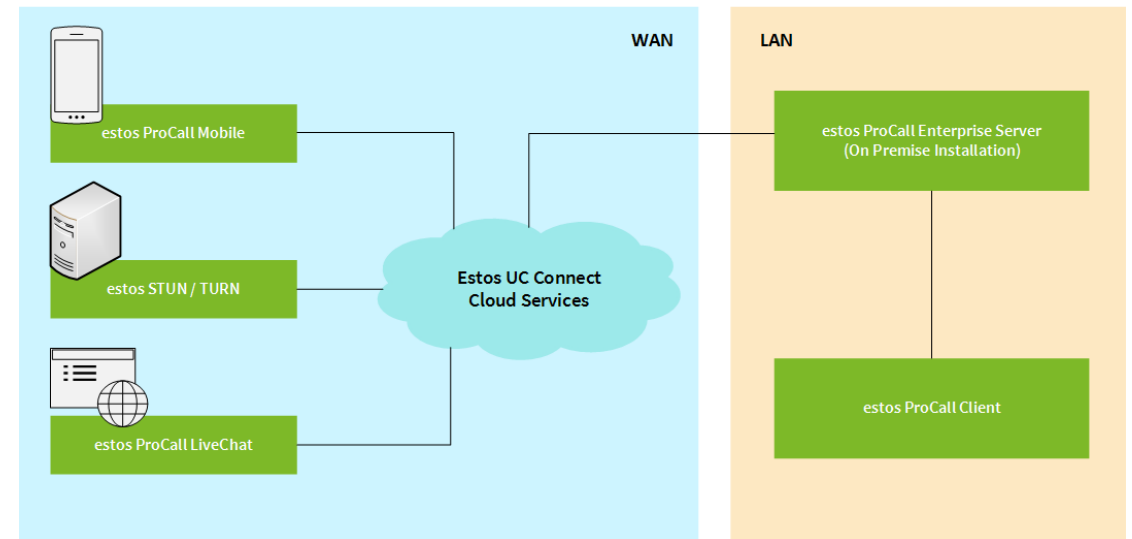 WAN
LAN
estos ProCall Mobile
estos ProCall Enterprise Server
(On Premise Installation)
estos STUN / TURN
Estos UC Connect
Cloud Services
estos ProCall Client
estos ProCall LiveChat